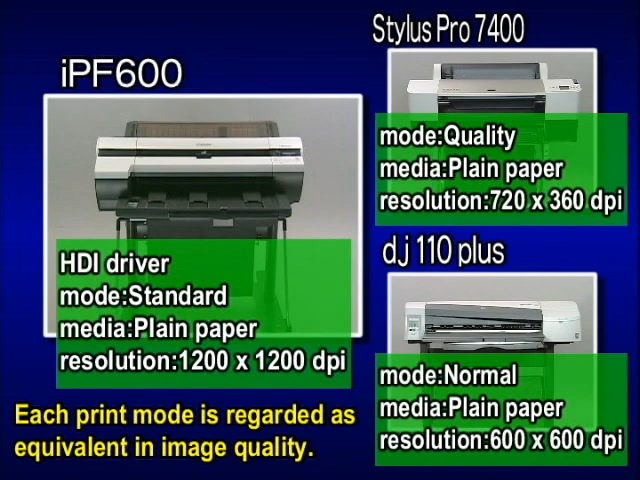 iPF600
HDI driver
mode:Standard
media:Plain paper
resolution:1200 x 1200 dpi
Stylus Pro 7400
mode:Quality
media:Plain paper
resolution:720 x 360 dpi
dj 110 plus
mode:Normal
media:Plain paper
resolution:600 x 600 dpi
Each print mode is regarded as
equivalent in image quality.